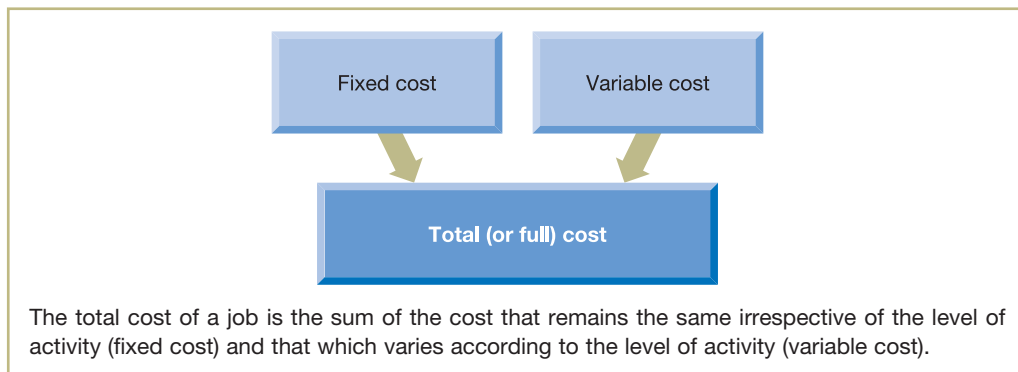 Fixed cost
Variable cost
Total (or full) cost
The total cost of a job is the sum of the cost that remains the same irrespective of the level of
activity (fixed cost) and that which varies according to the level of activity (variable cost).